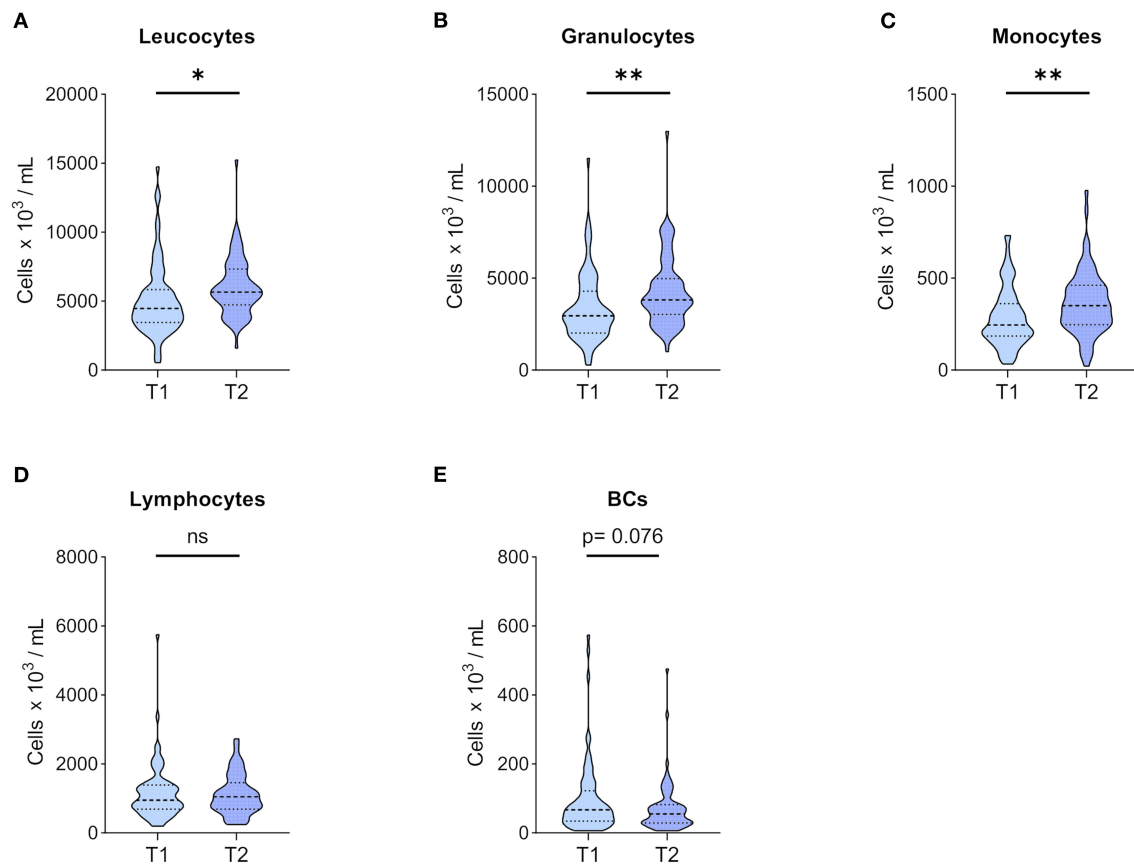 A
Leucocytes
*
Cells x 10³ / mL
20000
15000
10000
5000
0
T1 T2
B
Granulocytes
**
Cells x 10³ / mL
15000
10000
5000
0
T1 T2
C
Monocytes
**
Cells x 10³ / mL
1500
1000
500
0
T1 T2
D
Lymphocytes
ns
Cells x 10³ / mL
8000
6000
4000
2000
0
T1 T2
E
BCs
p= 0.076
Cells x 10³ / mL
800
600
400
200
0
T1 T2